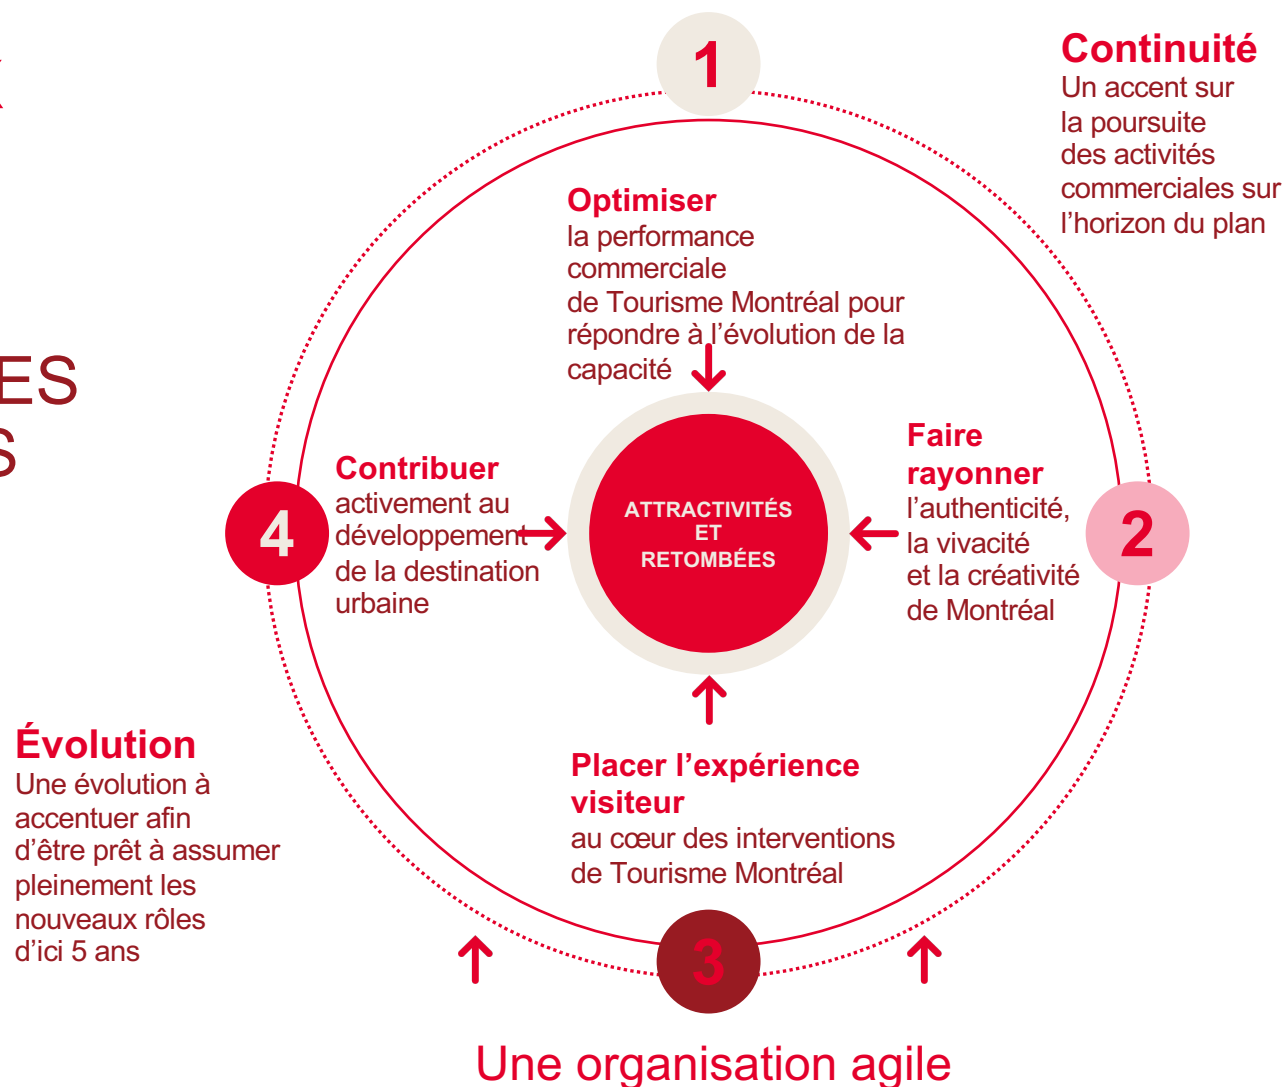 1
Continuité
Un accent sur
la poursuite
des activités
commerciales sur
l’horizon du plan
Optimiser
la performance
commerciale
de Tourisme Montréal pour
répondre à l’évolution de la
capacité
ES
S
4
Contribuer
activement au
développement
de la destination
urbaine
ATTRACTIVITÉS
ET
RETOMBÉES
Faire
rayonner
l’authenticité,
la vivacité
et la créativité
de Montréal
2
Évolution
Une évolution à
accentuer afin
d’être prêt à assumer
pleinement les
nouveaux rôles
d’ici 5 ans
Placer l’expérience
visiteur
au cœur des interventions
de Tourisme Montréal
3
Une organisation agile